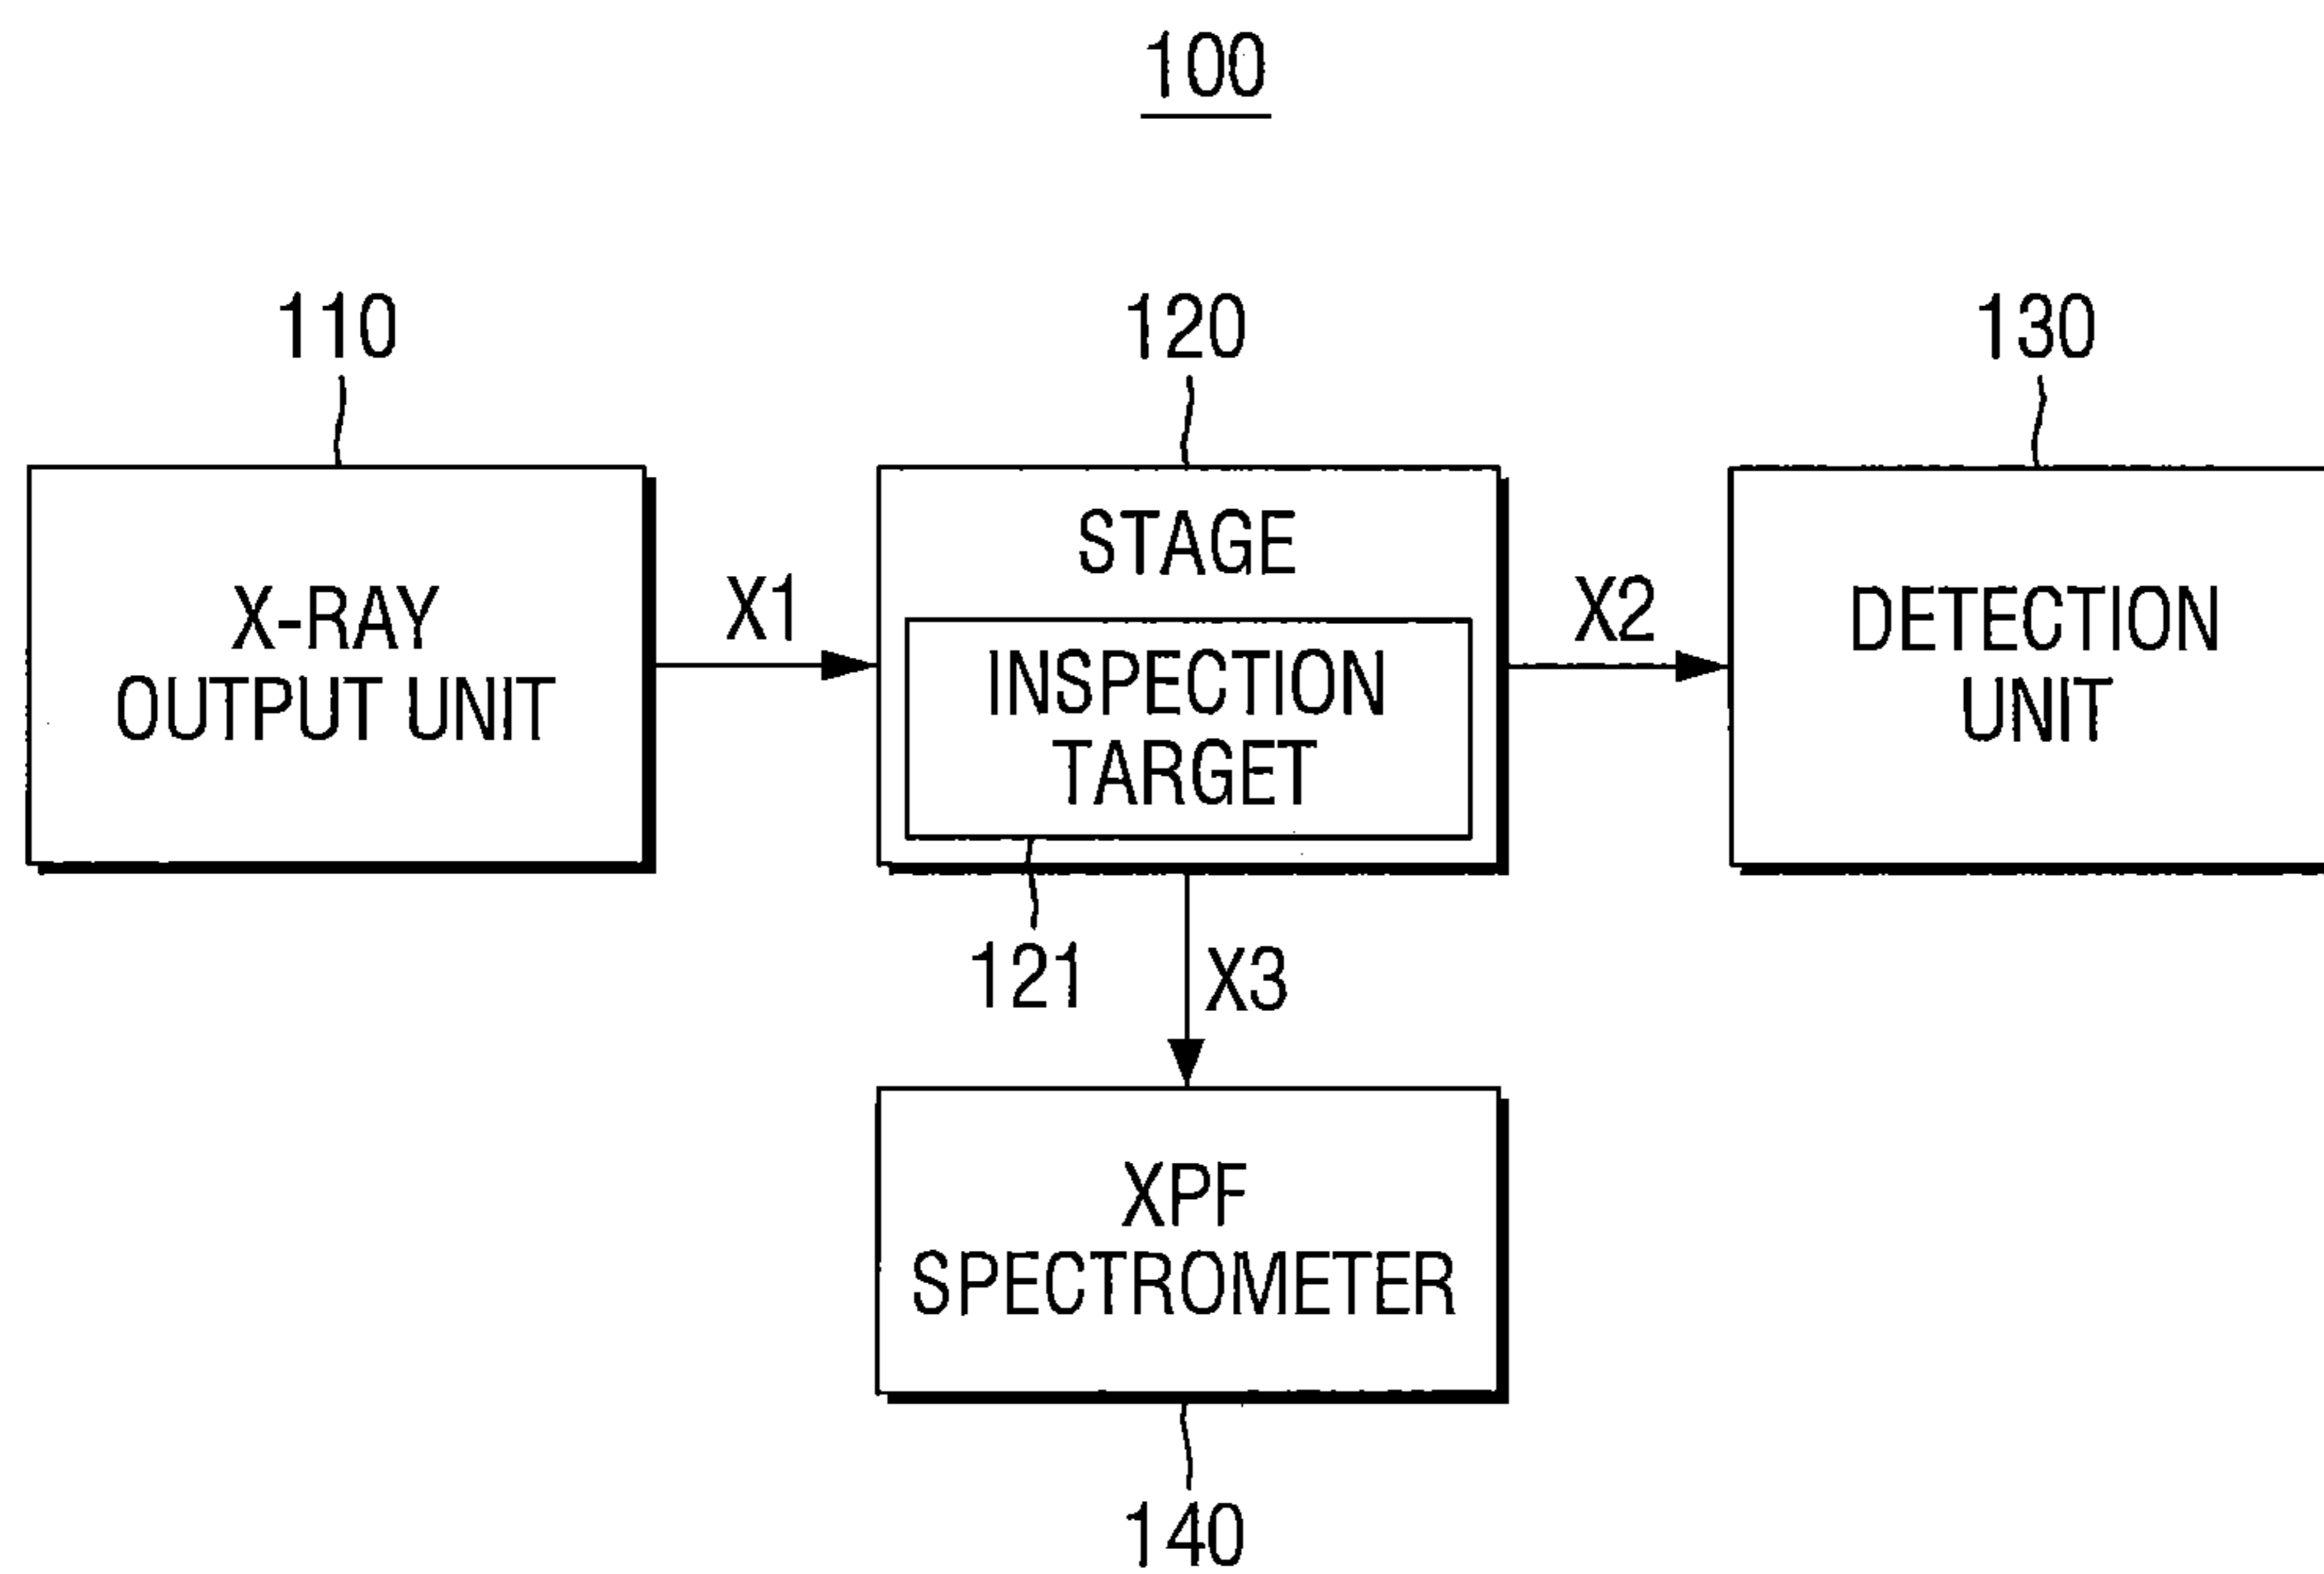 100
110
120
130
X-RAY
OUTPUT UNIT
X1
STAGE
INSPECTION
TARGET
X2
DETECTION
UNIT
121
X3
XPF
SPECTROMETER
140